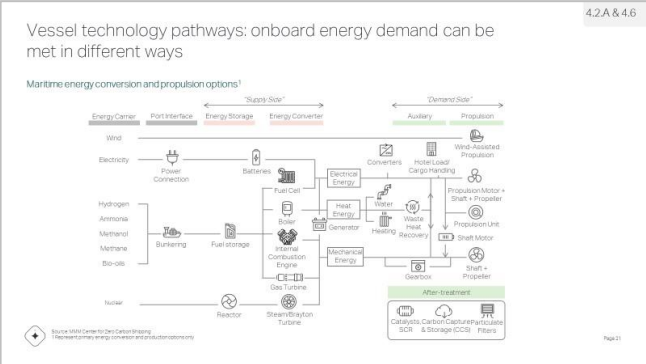 4.2.A & 4.6
Vessel technology pathways: onboard energy demand can be
met in different ways
Maritime energy conversion and propulsion options¹
"Supply Side"
"Demand Side"
Energy Carrier
Port Interface
Energy Storage
Energy Converter
Auxiliary
Propulsion
Wind
Wind-Assisted
Propulsion
Electricity
Power
Connection
Batteries
Fuel Cell
Electrical
Energy
Converters
Hotel Load/
Cargo Handling
Propulsion Motor +
Shaft + Propeller
Hydrogen
Ammonia
Methanol
Methane
Bio-oils
Bunkering
Fuel storage
Boiler
Heat
Energy
Generator
Water
Heating
Waste
Heat
Recovery
Propulsion Unit
Shaft Motor
Internal
Combustion
Engine
Mechanical
Energy
Gearbox
Shaft +
Propeller
Gas Turbine
Nuclear
Reactor
Steam/Brayton
Turbine
After-treatment
Catalysts,
SCR
Carbon Capture
& Storage (CCS)
Particulate
Filters
Source: MMM Center for Zero Carbon Shipping
1 Represent primary energy conversion and production options only
Page 21